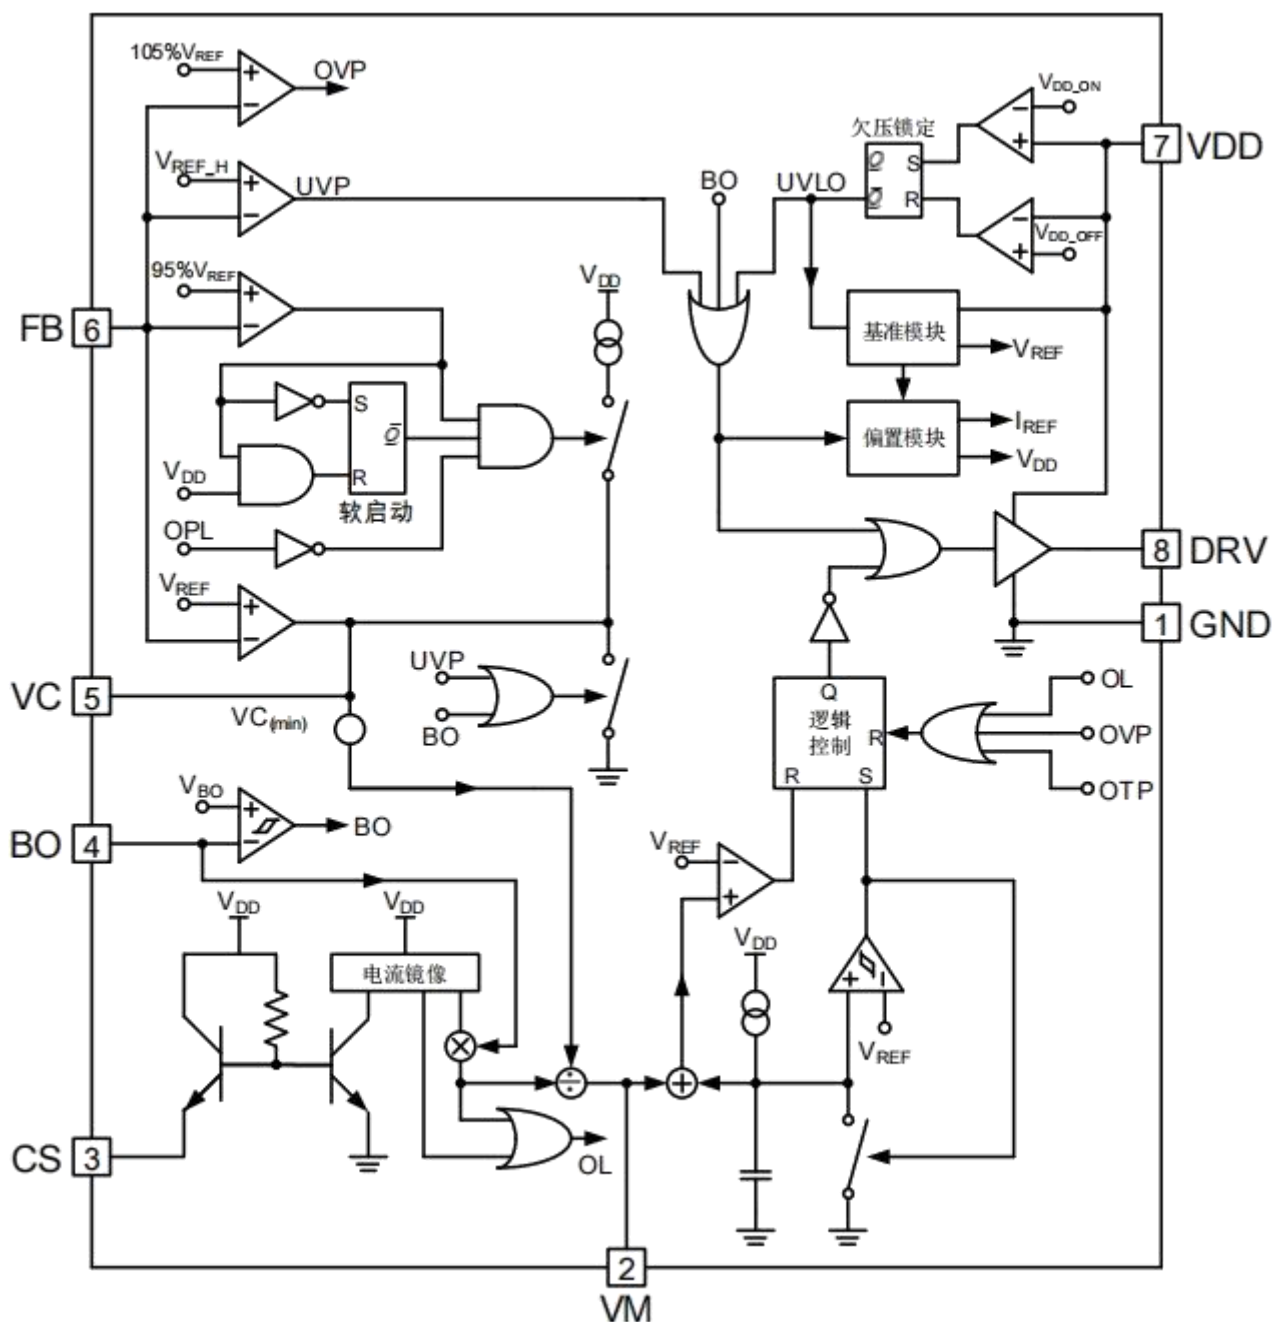 105%VREF
+
−
OVP
VREF_H
+
−
UVP
95%VREF
+
−
FB
6
S
Q̅
R
VDD
软启动
OPL
VREF
+
−
VDD
UVP
BO
VC
5
VC(min)
VBO
+
−
BO
BO
4
VDD
VDD
电流镜像
CS
3
OL
VM
2
BO
UVLO
欠压锁定
Q
S
Q̅
R
VDD_ON
−
+
−
VDD_OFF
+
7
VDD
基准模块
VREF
偏置模块
IREF
VDD
8
DRV
1
GND
Q
逻辑
控制
R
R
S
OL
OVP
OTP
VREF
−
+
VDD
+
−
VREF
×
÷
+